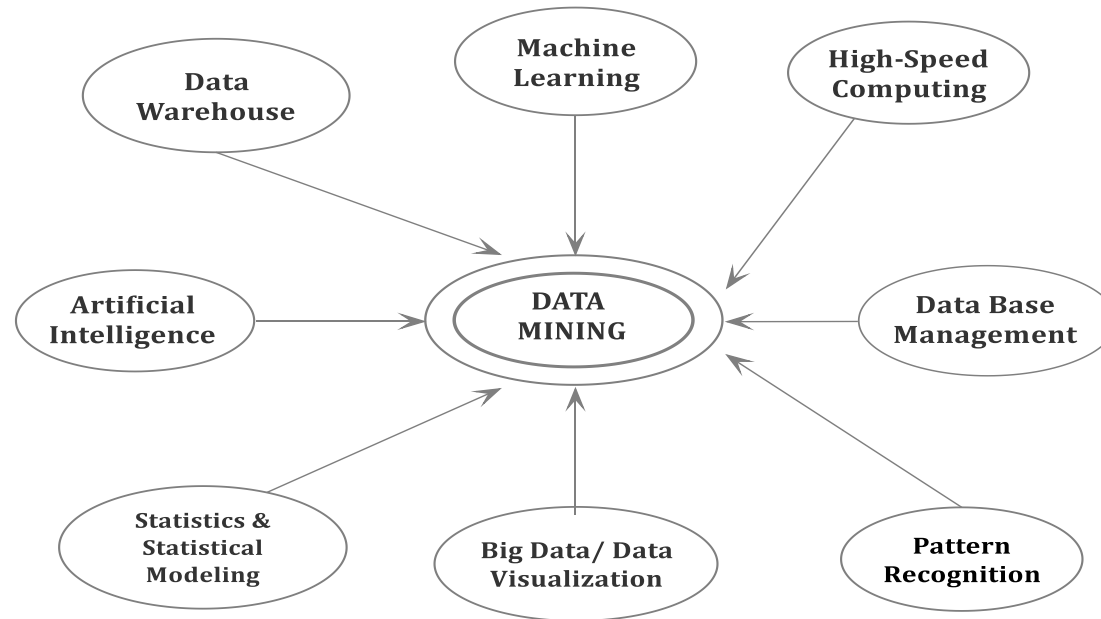 Data
Warehouse
Machine
Learning
High-Speed
Computing
Artificial
Intelligence
DATA
MINING
Data Base
Management
Statistics &
Statistical
Modeling
Big Data/ Data
Visualization
Pattern
Recognition